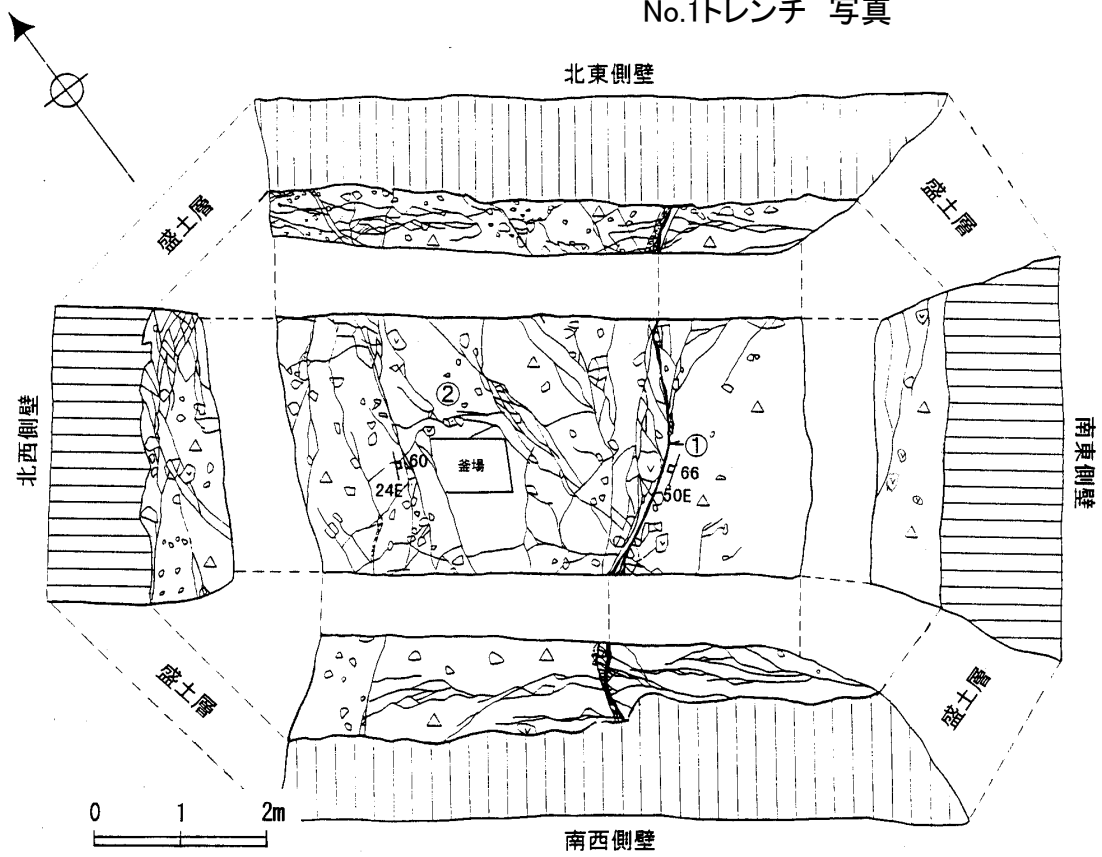 No.1トレンチ 写真
北東側壁
盛土層
盛土層
北西側壁
②
釜場
60
24E
①
66
50E
南東側壁
盛土層
盛土層
0 1 2m
南西側壁